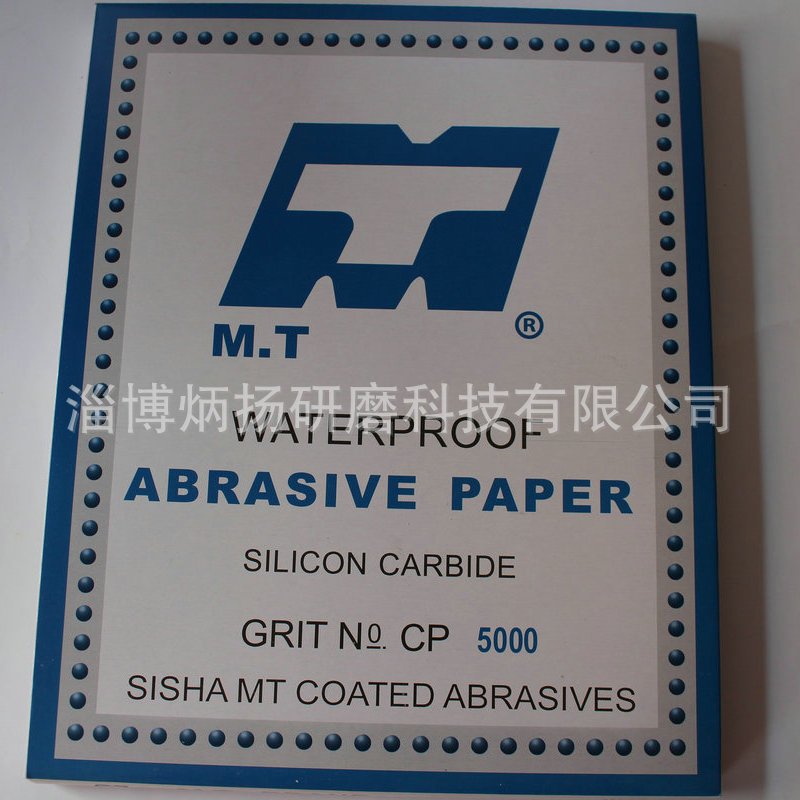 MT
®
M.T
淄博炳扬研磨科技有限公司
WATERPROOF
ABRASIVE PAPER
SILICON CARBIDE
GRIT No. CP 5000
SISHA MT COATED ABRASIVES